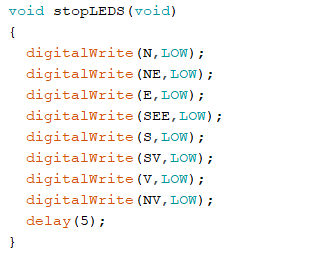 void stopLEDS(void)
{
  digitalWrite(N,LOW);
  digitalWrite(NE,LOW);
  digitalWrite(E,LOW);
  digitalWrite(SEE,LOW);
  digitalWrite(S,LOW);
  digitalWrite(SV,LOW);
  digitalWrite(V,LOW);
  digitalWrite(NV,LOW);
  delay(5);
}